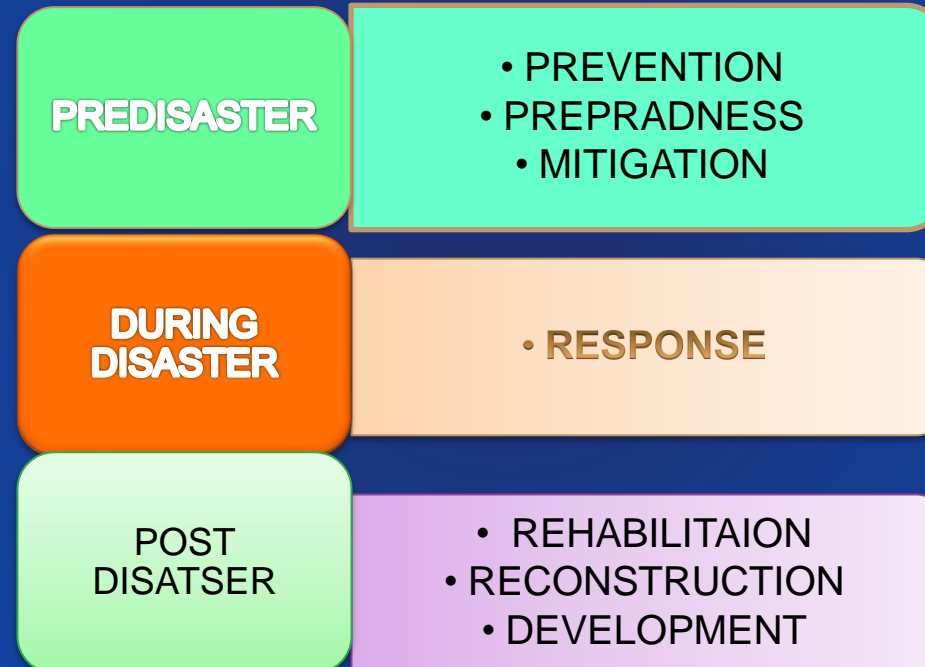 PREDISASTER
• PREVENTION
• PREPRADNESS
• MITIGATION
DURING
DISASTER
• RESPONSE
POST
DISATSER
• REHABILITAION
• RECONSTRUCTION
• DEVELOPMENT